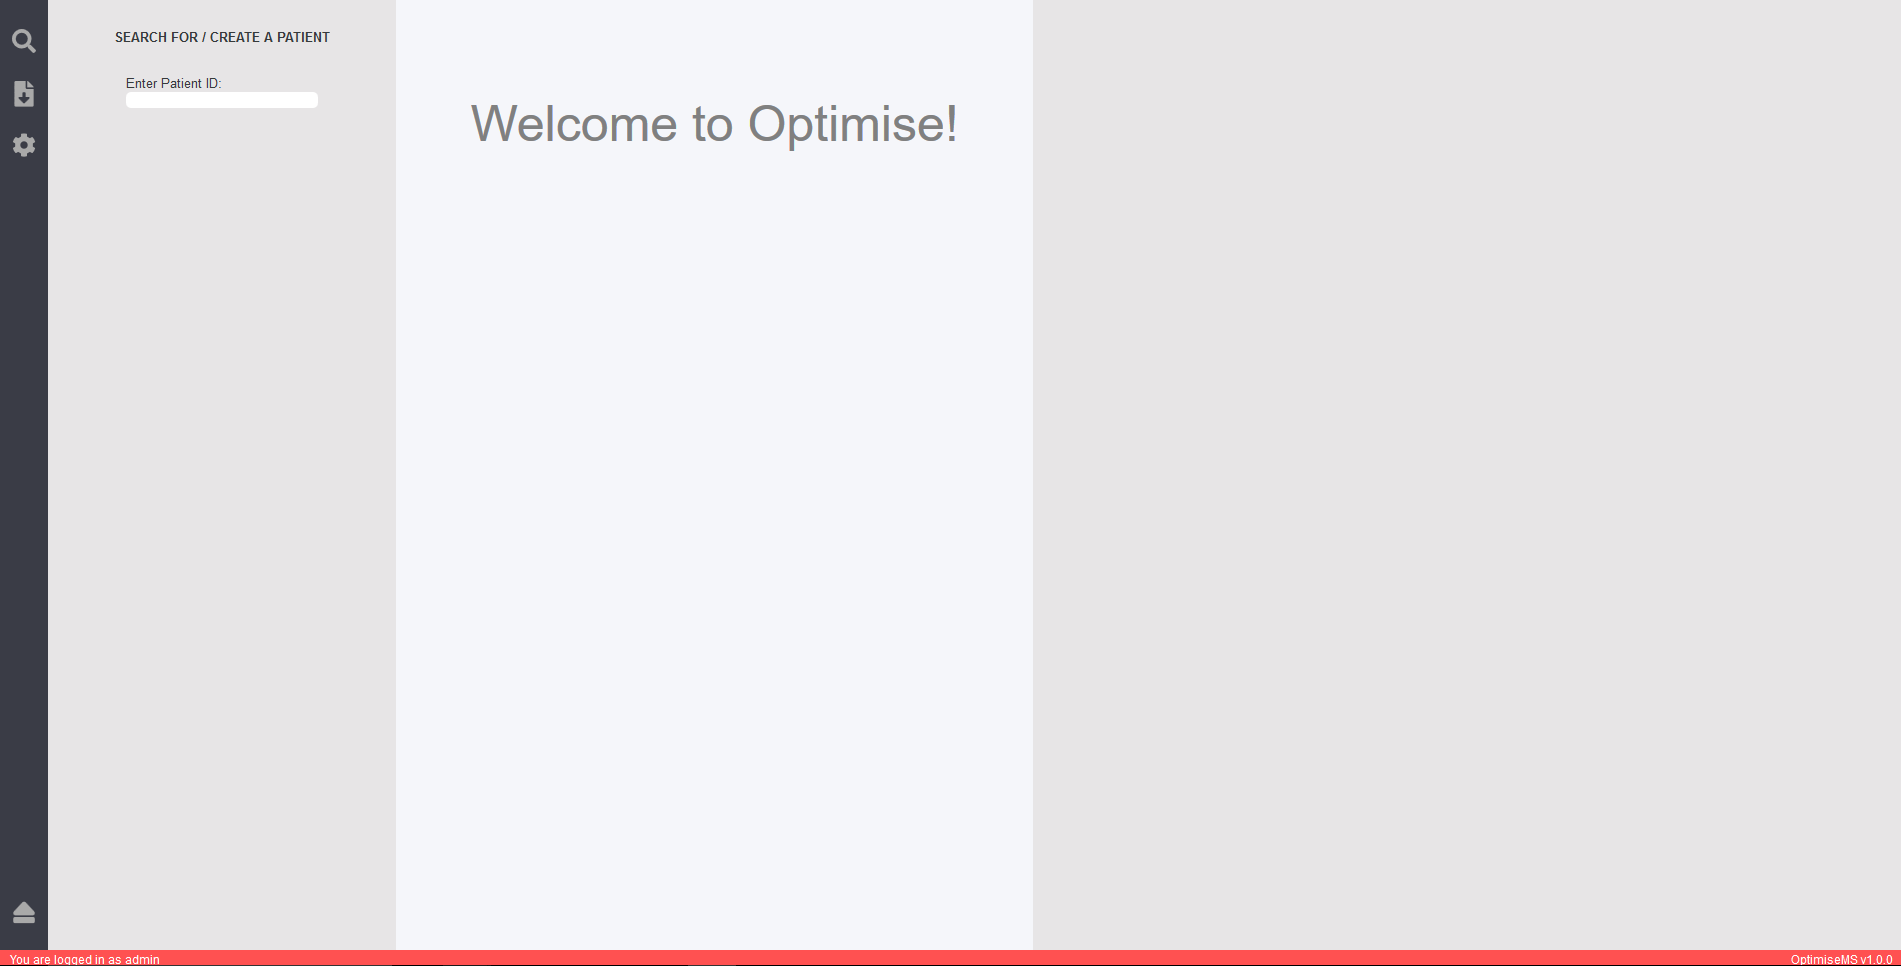 SEARCH FOR / CREATE A PATIENT
Enter Patient ID:
Welcome to Optimise!
You are logged in as admin
OptimiseMS v1.0.0